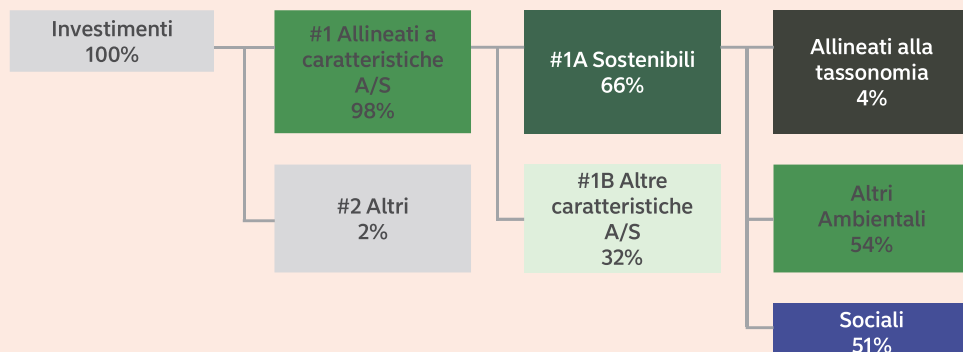 Investimenti
100%
#1 Allineati a
caratteristiche
A/S
98%
#1A Sostenibili
66%
Allineati alla
tassonomia
4%
#2 Altri
2%
#1B Altre
caratteristiche
A/S
32%
Altri
Ambientali
54%
Sociali
51%